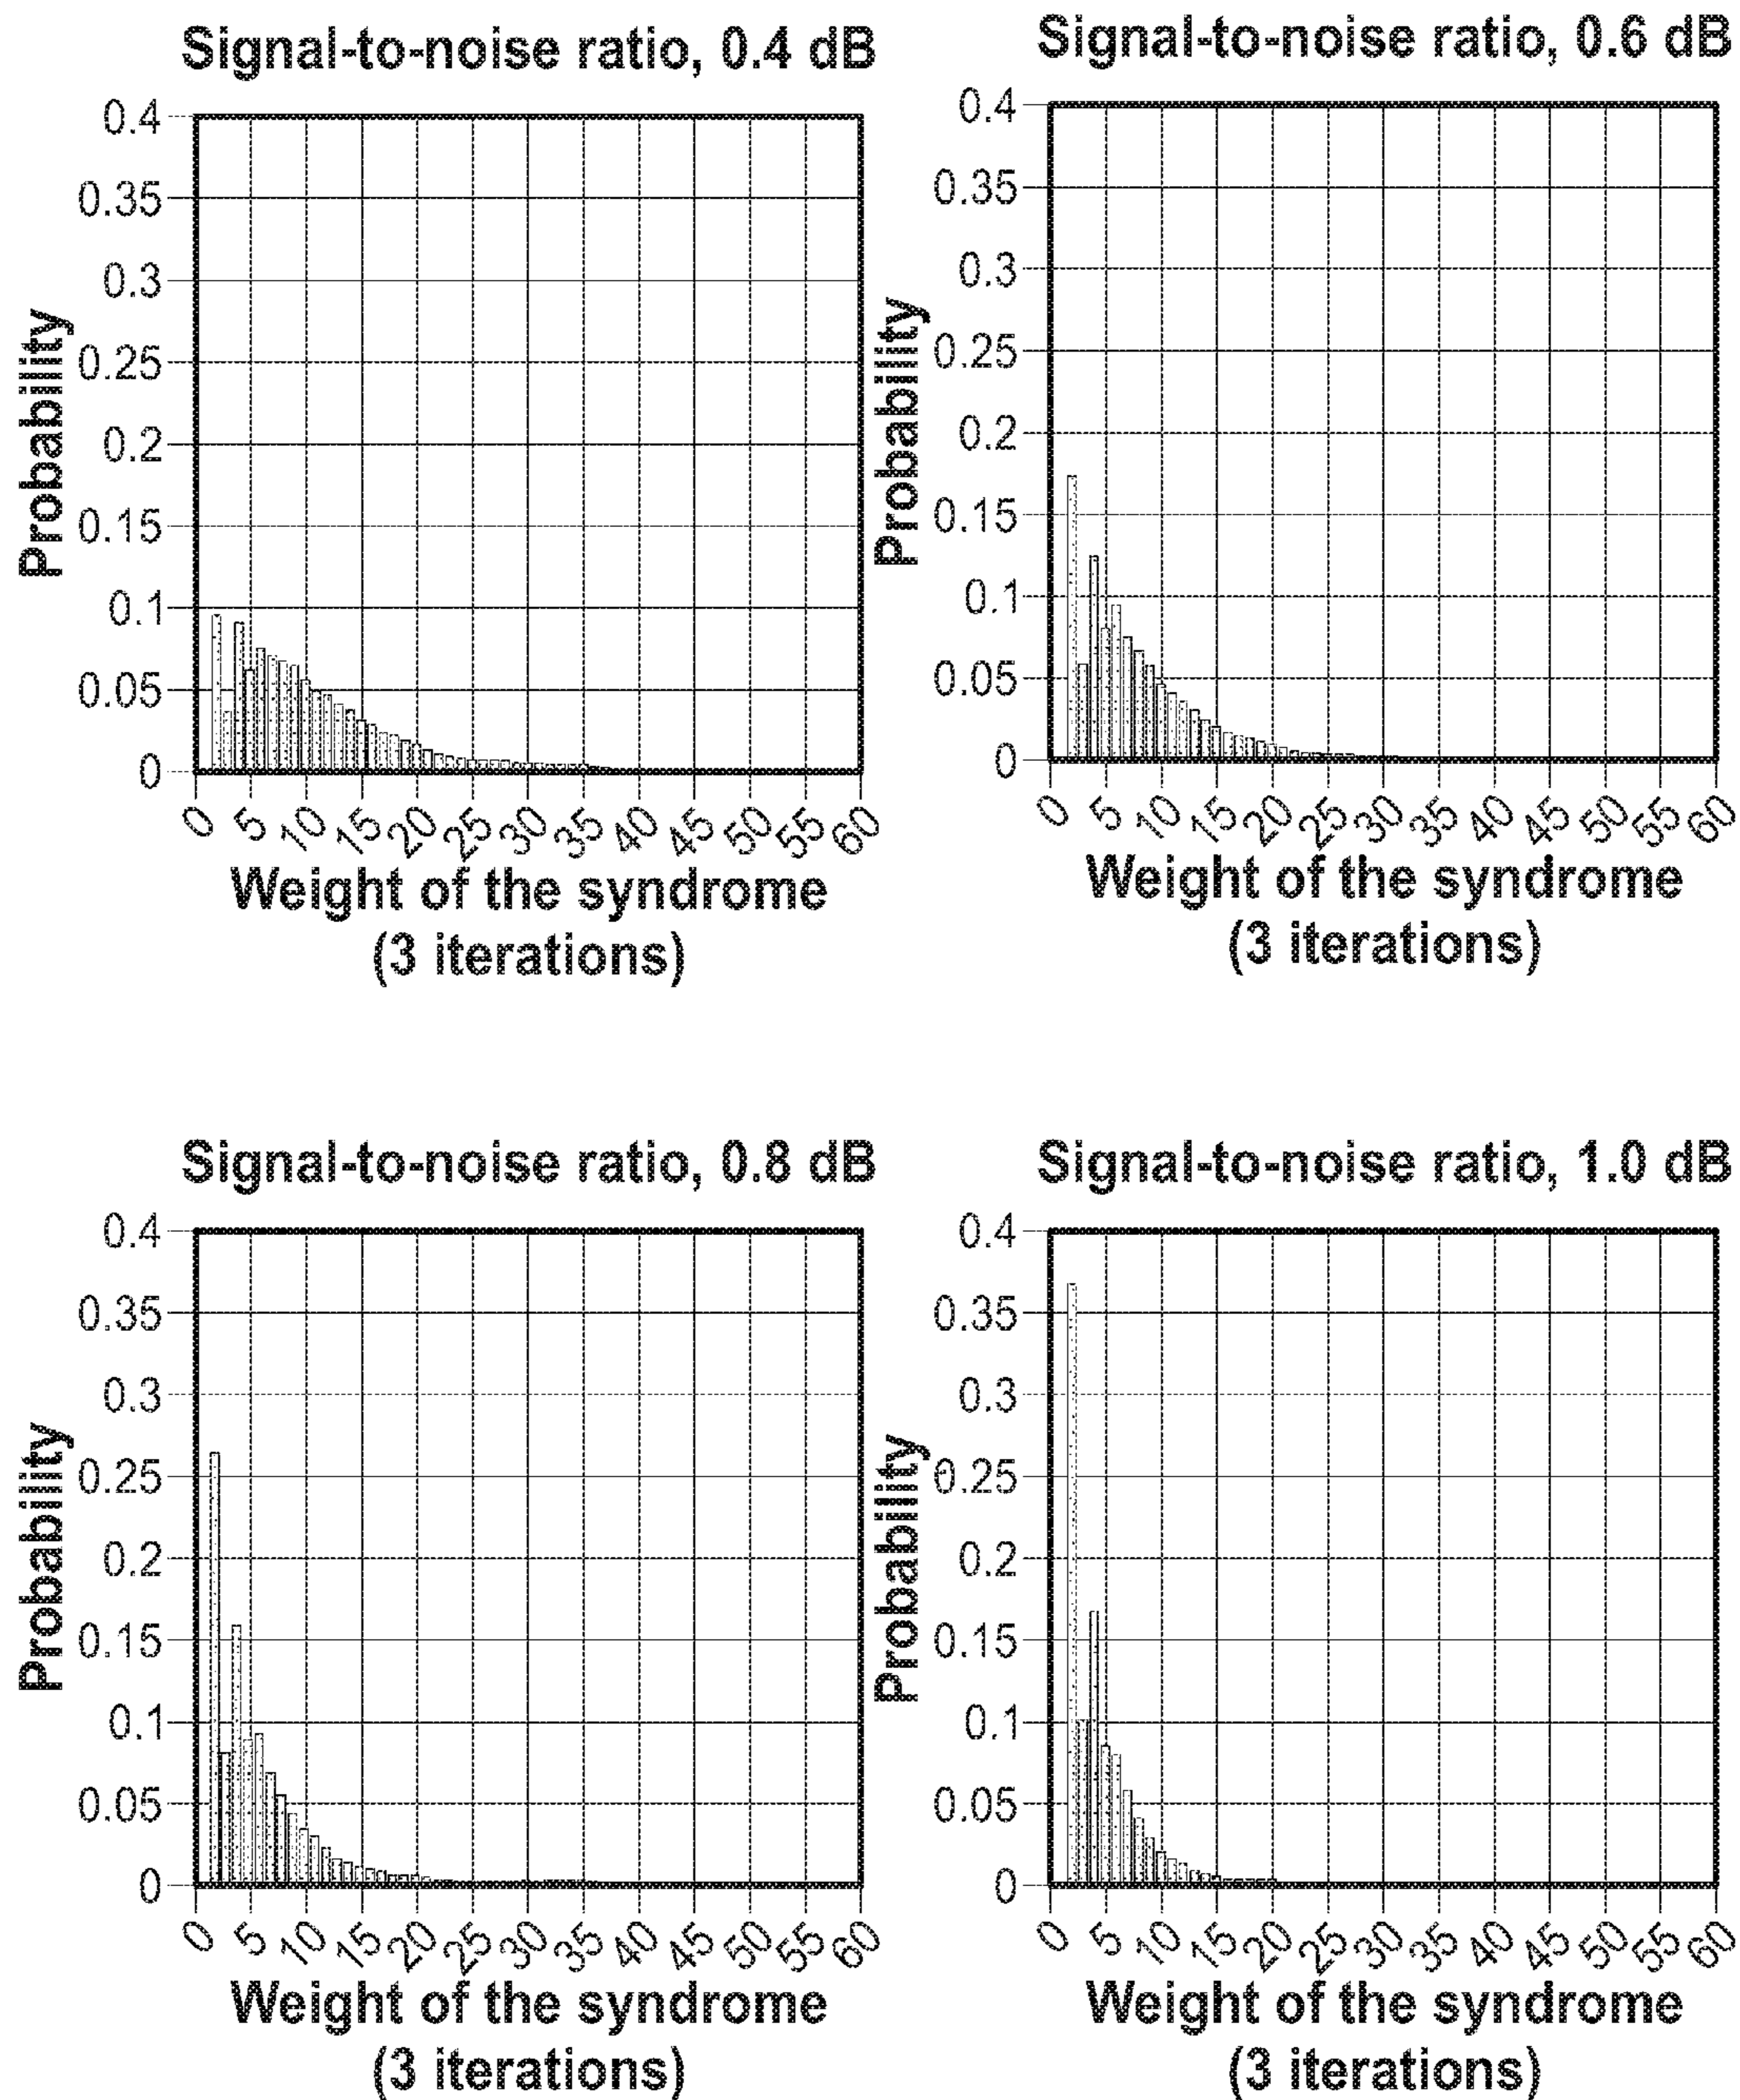 Signal-to-noise ratio, 0.4 dB
0.4
0.35
0.3
0.25
0.2
0.15
0.1
0.05
0
Probability
0 5 10 15 20 25 30 35 40 45 50 55 60
Weight of the syndrome
(3 iterations)
Signal-to-noise ratio, 0.6 dB
0.4
0.35
0.3
0.25
0.2
0.15
0.1
0.05
0
Probability
0 5 10 15 20 25 30 35 40 45 50 55 60
Weight of the syndrome
(3 iterations)
Signal-to-noise ratio, 0.8 dB
0.4
0.35
0.3
0.25
0.2
0.15
0.1
0.05
0
Probability
0 5 10 15 20 25 30 35 40 45 50 55 60
Weight of the syndrome
(3 iterations)
Signal-to-noise ratio, 1.0 dB
0.4
0.35
0.3
0.25
0.2
0.15
0.1
0.05
0
Probability
0 5 10 15 20 25 30 35 40 45 50 55 60
Weight of the syndrome
(3 iterations)